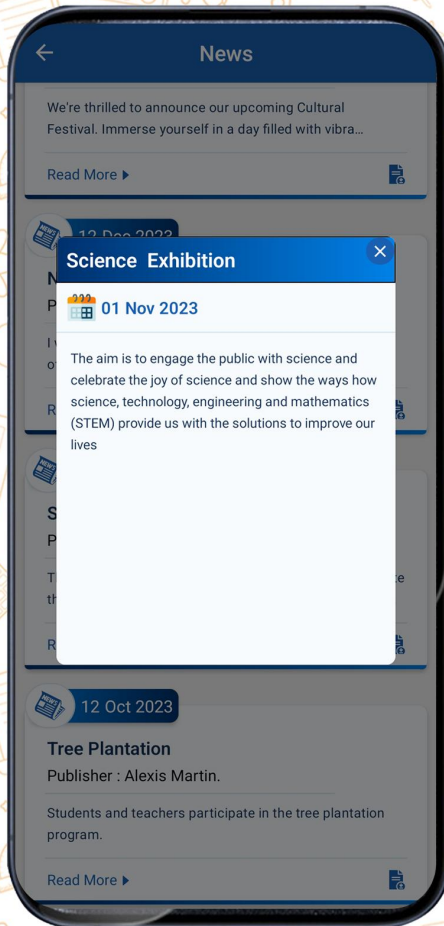 News
We're thrilled to announce our upcoming Cultural
Festival. Immerse yourself in a day filled with vibra...
Read More
12 Dec 2023
Science Exhibition
01 Nov 2023
The aim is to engage the public with science and
celebrate the joy of science and show the ways how
science, technology, engineering and mathematics
(STEM) provide us with the solutions to improve our
lives
12 Oct 2023
Tree Plantation
Publisher : Alexis Martin.
Students and teachers participate in the tree plantation
program.
Read More